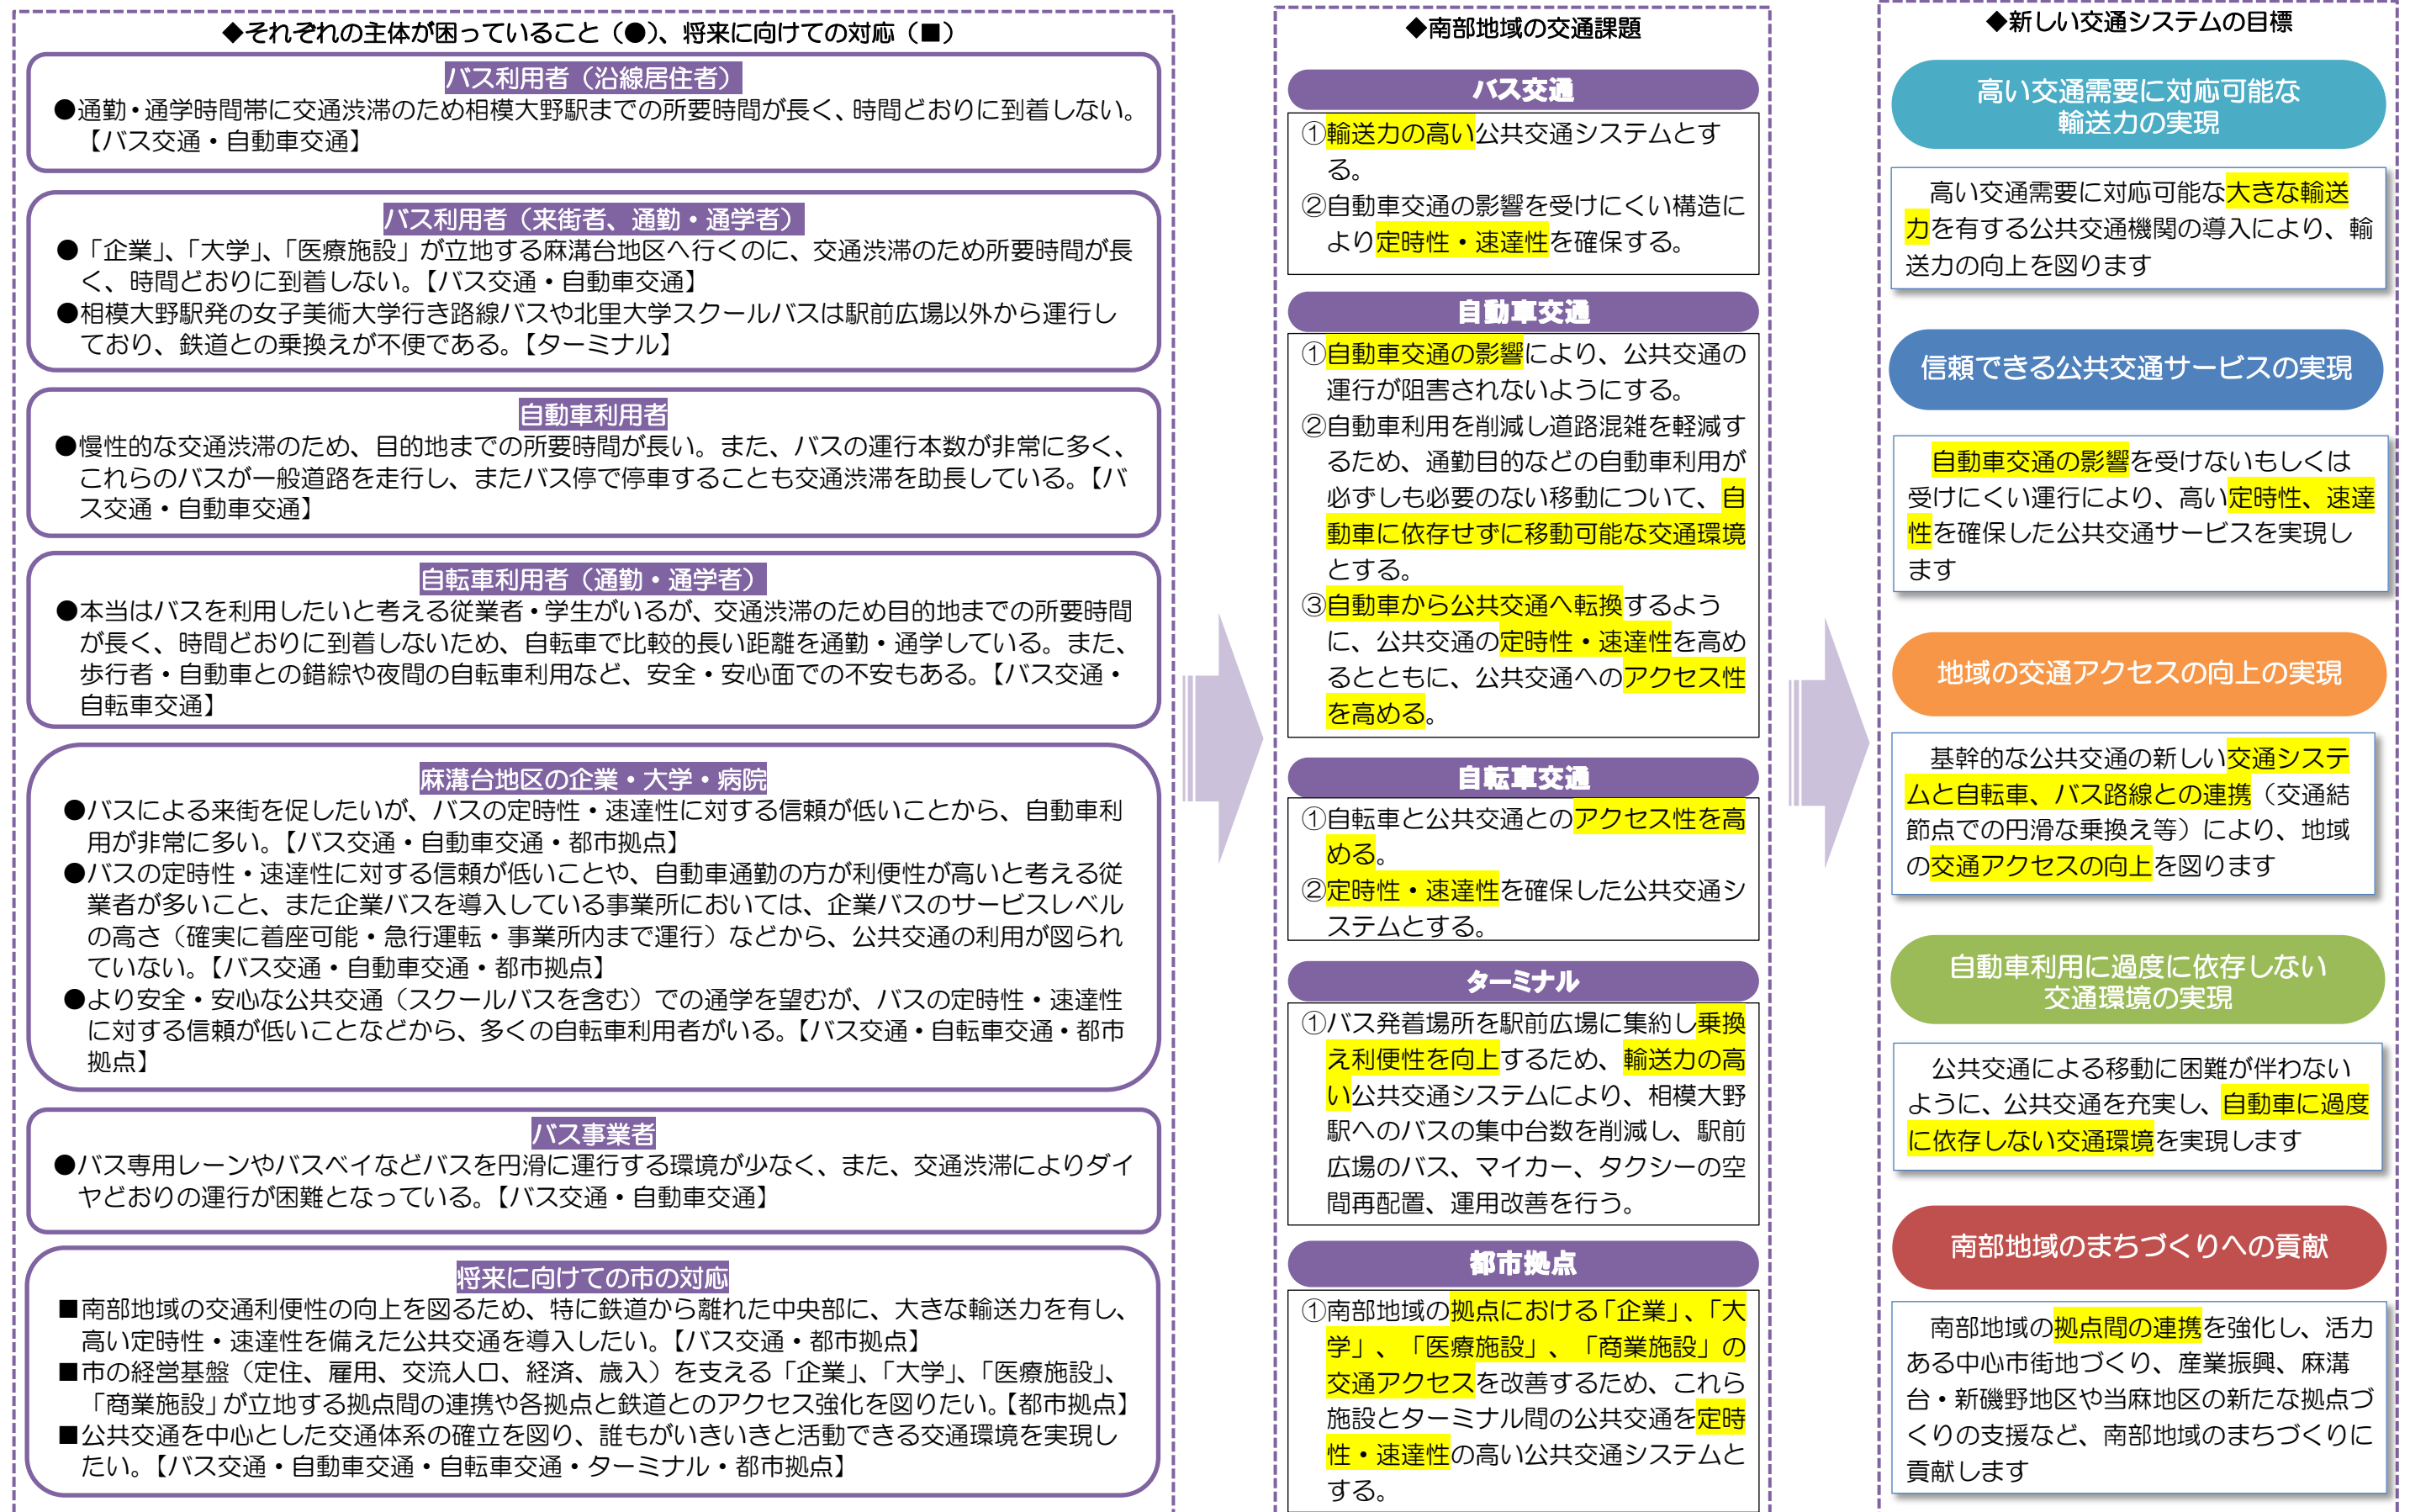 ◆それぞれの主体が困っていること（●）、将来に向けての対応（■）
バス利用者（沿線居住者）
●通勤・通学時間帯に交通渋滞のため相模大野駅までの所要時間が長く、時間どおりに到着しない。
【バス交通・自動車交通】
バス利用者（来街者、通勤・通学者）
●「企業」、「大学」、「医療施設」が立地する麻溝台地区へ行くのに、交通渋滞のため所要時間が長
く、時間どおりに到着しない。【バス交通・自動車交通】
●相模大野駅発の女子美術大学行き路線バスや北里大学スクールバスは駅前広場以外から運行し
ており、鉄道との乗換えが不便である。【ターミナル】
自動車利用者
●慢性的な交通渋滞のため、目的地までの所要時間が長い。また、バスの運行本数が非常に多く、
これらのバスが一般道路を走行し、またバス停で停車することも交通渋滞を助長している。【バ
ス交通・自動車交通】
自転車利用者（通勤・通学者）
●本当はバスを利用したいと考える従業者・学生がいるが、交通渋滞のため目的地までの所要時間
が長く、時間どおりに到着しないため、自転車で比較的長い距離を通勤・通学している。また、
歩行者・自動車との錯綜や夜間の自転車利用など、安全・安心面での不安もある。【バス交通・
自転車交通】
麻溝台地区の企業・大学・病院
●バスによる来街を促したいが、バスの定時性・速達性に対する信頼が低いことから、自動車利
用が非常に多い。【バス交通・自動車交通・都市拠点】
●バスの定時性・速達性に対する信頼が低いことや、自動車通勤の方が利便性が高いと考える従
業者が多いこと、また企業バスを導入している事業所においては、企業バスのサービスレベル
の高さ（確実に着座可能・急行運転・事業所内まで運行）などから、公共交通の利用が図られ
ていない。【バス交通・自動車交通・都市拠点】
●より安全・安心な公共交通（スクールバスを含む）での通学を望むが、バスの定時性・速達性
に対する信頼が低いことなどから、多くの自転車利用者がいる。【バス交通・自転車交通・都市
拠点】
バス事業者
●バス専用レーンやバスベイなどバスを円滑に運行する環境が少なく、また、交通渋滞によりダイ
ヤどおりの運行が困難となっている。【バス交通・自動車交通】
将来に向けての市の対応
■南部地域の交通利便性の向上を図るため、特に鉄道から離れた中央部に、大きな輸送力を有し、
高い定時性・速達性を備えた公共交通を導入したい。【バス交通・都市拠点】
■市の経営基盤（定住、雇用、交流人口、経済、歳入）を支える「企業」、「大学」、「医療施設」、
「商業施設」が立地する拠点間の連携や各拠点と鉄道とのアクセス強化を図りたい。【都市拠点】
■公共交通を中心とした交通体系の確立を図り、誰もがいきいきと活動できる交通環境を実現し
たい。【バス交通・自動車交通・自転車交通・ターミナル・都市拠点】
◆南部地域の交通課題
バス交通
①輸送力の高い公共交通システムとす
る。
②自動車交通の影響を受けにくい構造に
より定時性・速達性を確保する。
自動車交通
①自動車交通の影響により、公共交通の
運行が阻害されないようにする。
②自動車利用を削減し道路混雑を軽減す
るため、通勤目的などの自動車利用が
必ずしも必要のない移動について、自
動車に依存せずに移動可能な交通環境
とする。
③自動車から公共交通へ転換するよう
に、公共交通の定時性・速達性を高め
るとともに、公共交通へのアクセス性
を高める。
自転車交通
①自転車と公共交通とのアクセス性を高
める。
②定時性・速達性を確保した公共交通シ
ステムとする。
ターミナル
①バス発着場所を駅前広場に集約し乗換
え利便性を向上するため、輸送力の高
い公共交通システムにより、相模大野
駅へのバスの集中台数を削減し、駅前
広場のバス、マイカー、タクシーの空
間再配置、運用改善を行う。
都市拠点
①南部地域の拠点における「企業」、「大
学」、「医療施設」、「商業施設」の
交通アクセスを改善するため、これら
施設とターミナル間の公共交通を定時
性・速達性の高い公共交通システムと
する。
◆新しい交通システムの目標
高い交通需要に対応可能な
輸送力の実現
高い交通需要に対応可能な大きな輸送
力を有する公共交通機関の導入により、輸
送力の向上を図ります
信頼できる公共交通サービスの実現
自動車交通の影響を受けないもしくは
受けにくい運行により、高い定時性、速達
性を確保した公共交通サービスを実現し
ます
地域の交通アクセスの向上の実現
基幹的な公共交通の新しい交通システ
ムと自転車、バス路線との連携（交通結
節点での円滑な乗換え等）により、地域
の交通アクセスの向上を図ります
自動車利用に過度に依存しない
交通環境の実現
公共交通による移動に困難が伴わない
ように、公共交通を充実し、自動車に過度
に依存しない交通環境を実現します
南部地域のまちづくりへの貢献
南部地域の拠点間の連携を強化し、活力
ある中心市街地づくり、産業振興、麻溝
台・新磯野地区や当麻地区の新たな拠点づ
くりの支援など、南部地域のまちづくりに
貢献します